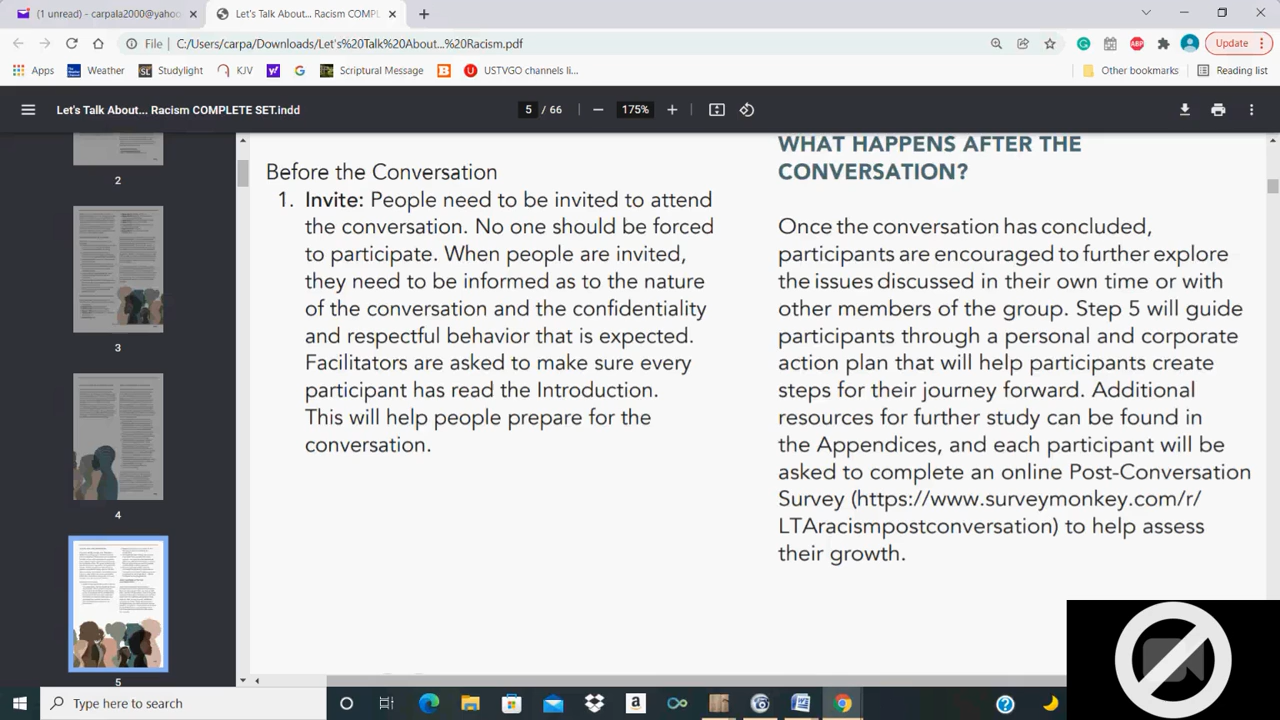 (1 unread) - carpala2000@yahoo
Let's Talk About... Racism COMPL
File
C:/Users/carpa/Downloads/Let's%20Talk%20About...%20Racism.pdf
Update
Apps
Weather
Studylight
KJV
Scriptural Message
USTVGO channels li...
Other bookmarks
Reading list
Let's Talk About... Racism COMPLETE SET.indd
5 / 66
175%
2
3
4
5
Before the Conversation
1. Invite: People need to be invited to attend
the conversation. No one should be forced
to participate. When people are invited,
they need to be informed as to the nature
of the conversation and the confidentiality
and respectful behavior that is expected.
Facilitators are asked to make sure every
participant has read the Introduction.
This will help people prepare for the
conversation.
WHAT HAPPENS AFTER THE
CONVERSATION?
Once the conversation has concluded,
participants are encouraged to further explore
the issues discussed in their own time or with
other members of the group. Step 5 will guide
participants through a personal and corporate
action plan that will help participants create
steps for their journey forward. Additional
resources for further study can be found in
the Appendices, and each participant will be
asked to complete an online Post-Conversation
Survey (https://www.surveymonkey.com/r/
LTAracismpostconversation) to help assess
their growth.
Type here to search